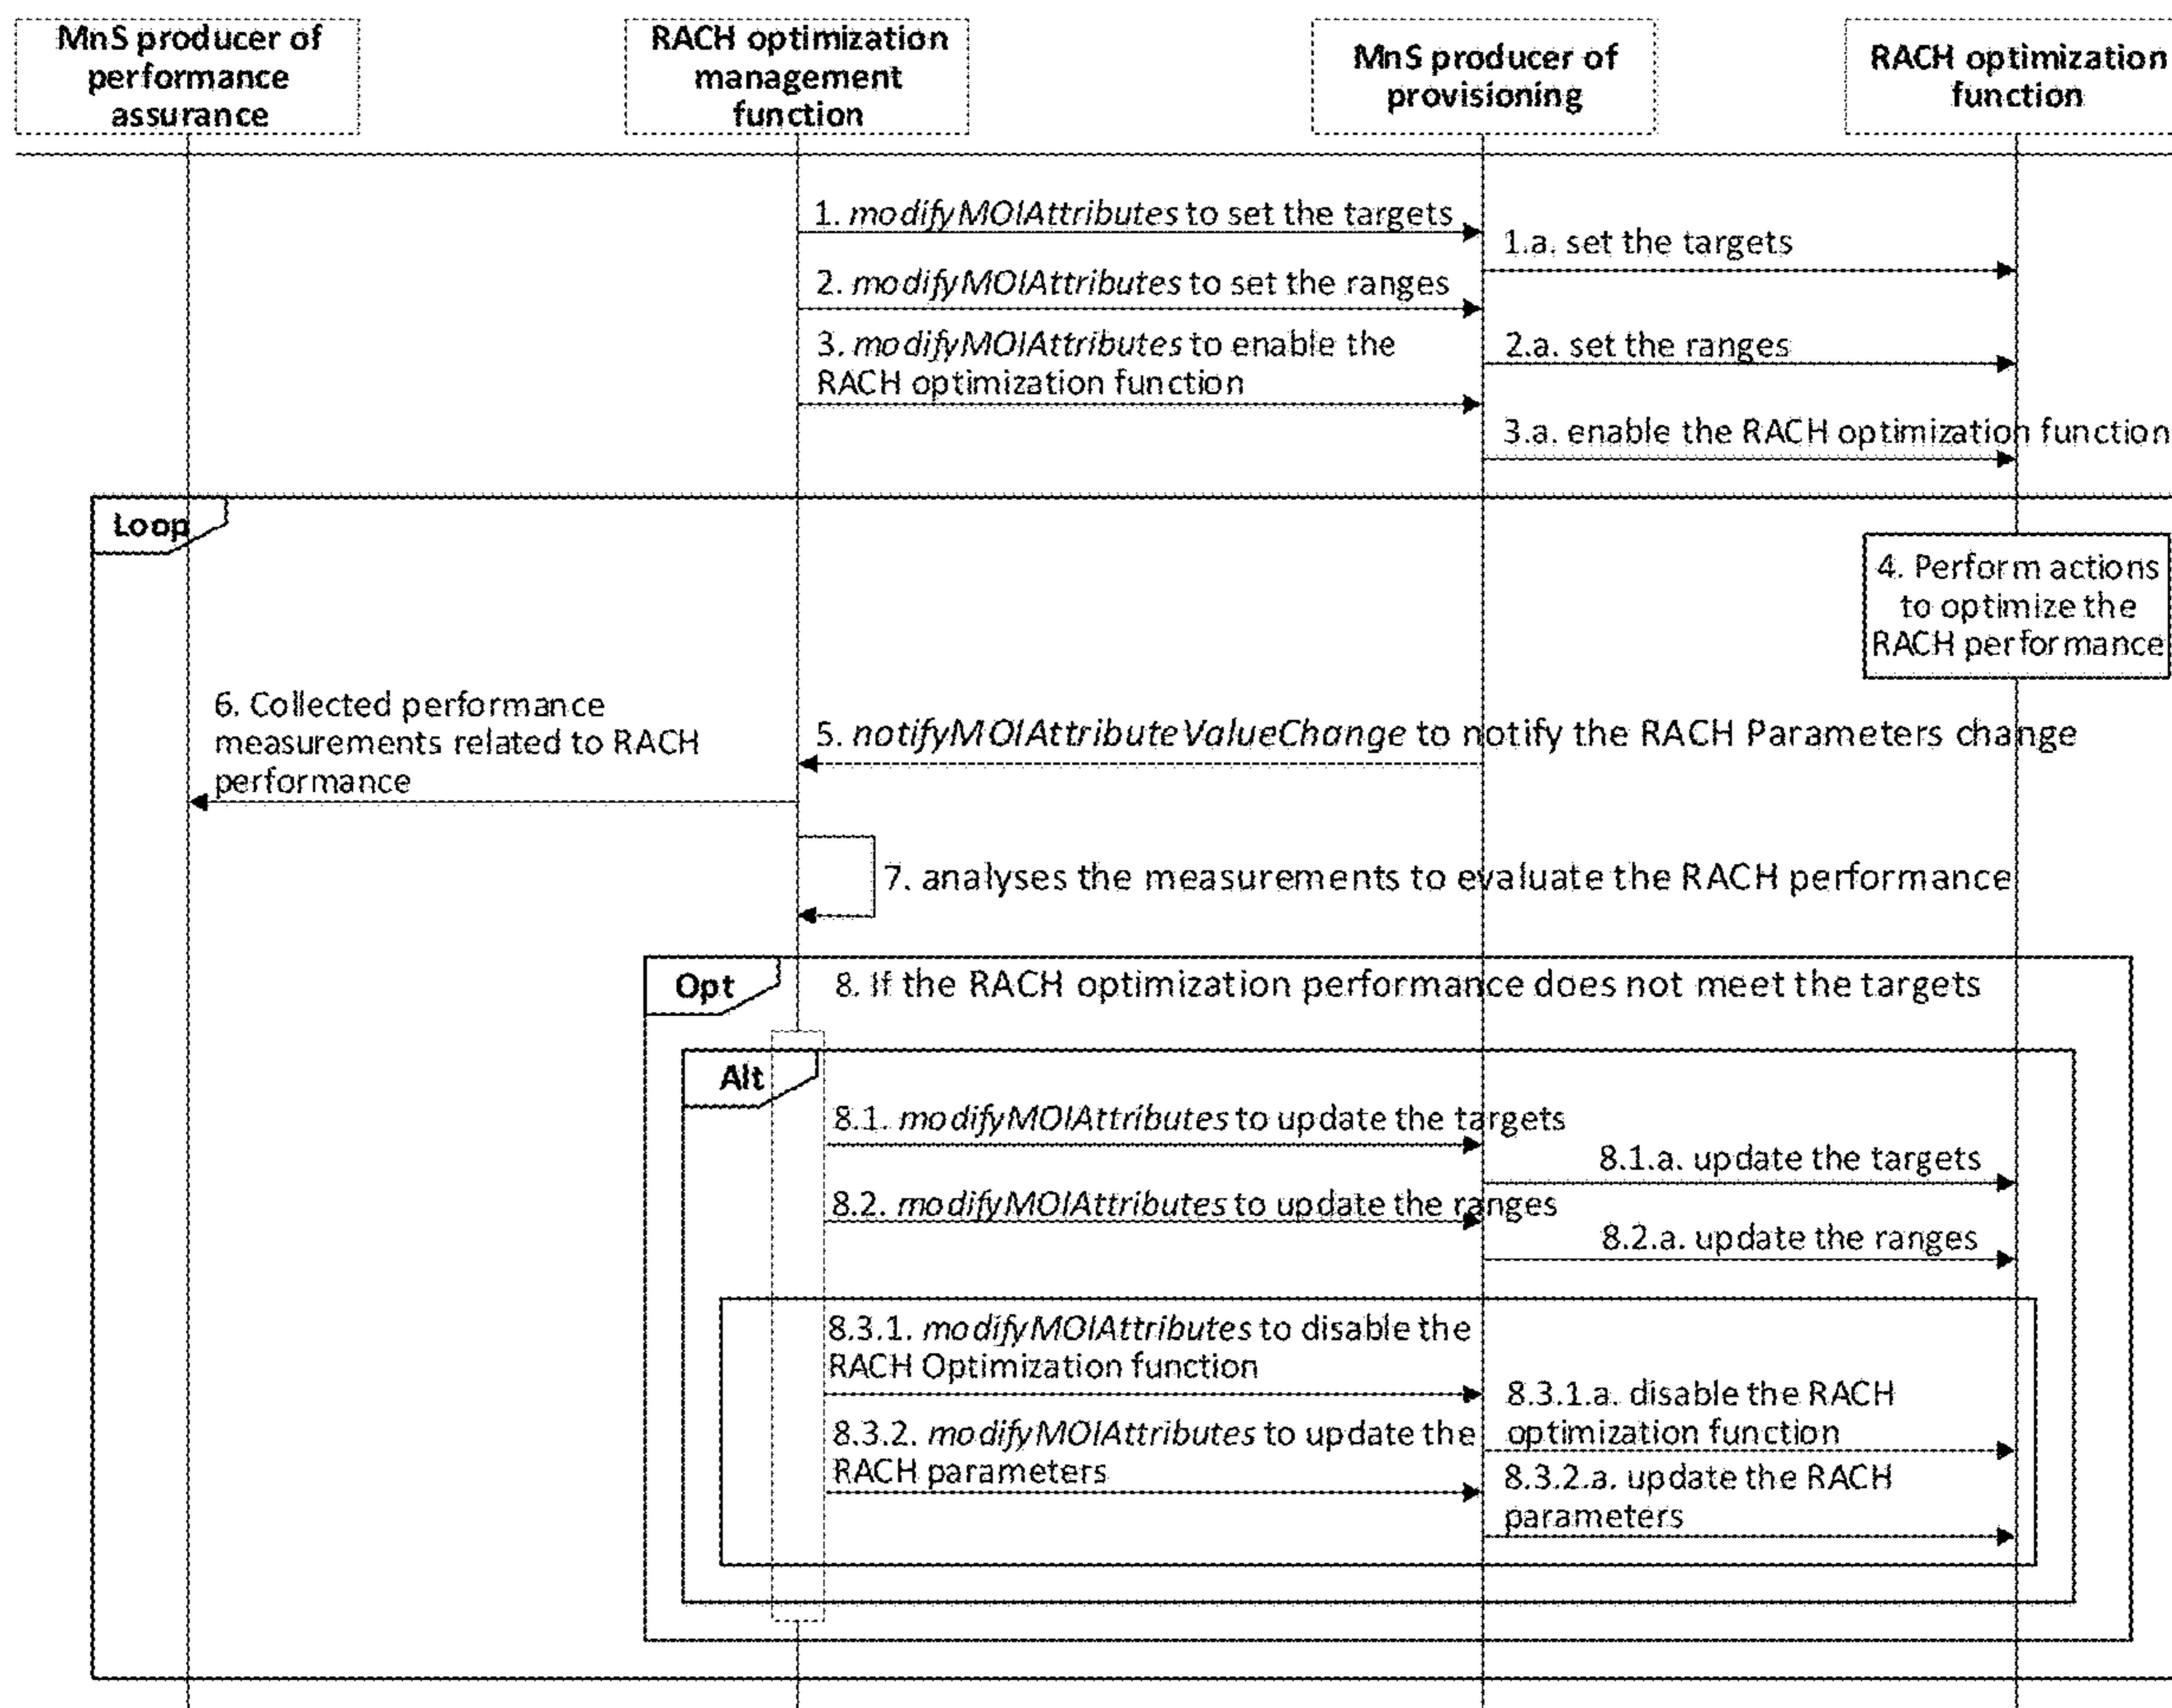 MnS producer of
performance
assurance
RACH optimization
management
function
MnS producer of
provisioning
RACH optimization
function
1. modifyMOIAttributes to set the targets
1.a. set the targets
2. modifyMOIAttributes to set the ranges
3. modifyMOIAttributes to enable the
RACH optimization function
2.a. set the ranges
3.a. enable the RACH optimization function
Loop
4. Perform actions
to optimize the
RACH performance
6. Collected performance
measurements related to RACH
performance
5. notifyMOIAttributeValueChange to notify the RACH Parameters change
7. analyses the measurements to evaluate the RACH performance
Opt
8. If the RACH optimization performance does not meet the targets
Alt
8.1. modifyMOIAttributes to update the targets
8.1.a. update the targets
8.2. modifyMOIAttributes to update the ranges
8.2.a. update the ranges
8.3.1. modifyMOIAttributes to disable the
RACH Optimization function
8.3.1.a. disable the RACH
optimization function
8.3.2. modifyMOIAttributes to update the
RACH parameters
8.3.2.a. update the RACH
parameters